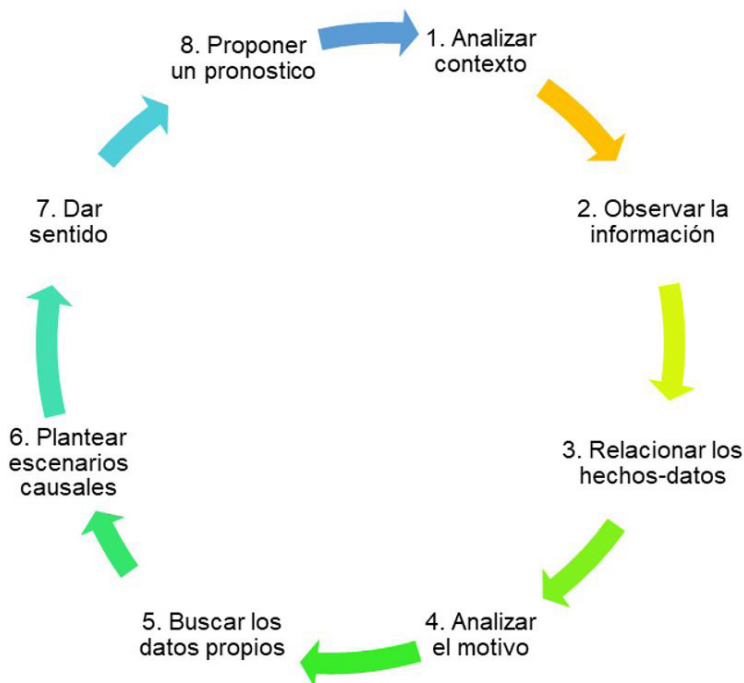 1. Analizar
contexto
2. Observar la
información
3. Relacionar los
hechos-datos
4. Analizar
el motivo
5. Buscar los
datos propios
6. Plantear
escenarios
causales
7. Dar
sentido
8. Proponer
un pronostico